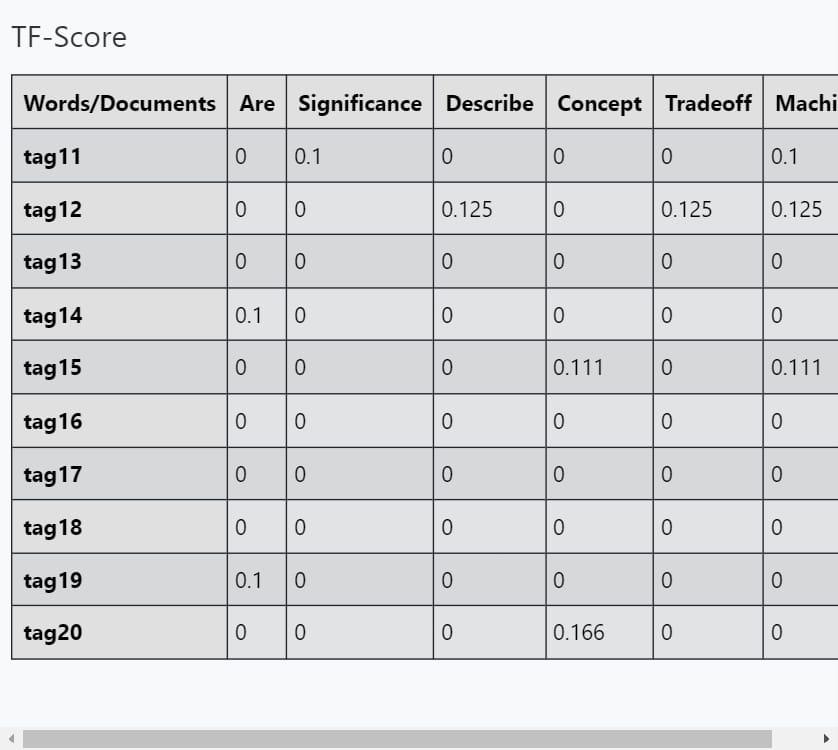 TF-Score
Words/Documents Are Significance Describe Concept Tradeoff Machi
tag11 0 0.1 0 0 0 0.1
tag12 0 0 0.125 0 0.125 0.125
tag13 0 0 0 0 0 0
tag14 0.1 0 0 0 0 0
tag15 0 0 0 0.111 0 0.111
tag16 0 0 0 0 0 0
tag17 0 0 0 0 0 0
tag18 0 0 0 0 0 0
tag19 0.1 0 0 0 0 0
tag20 0 0 0 0.166 0 0